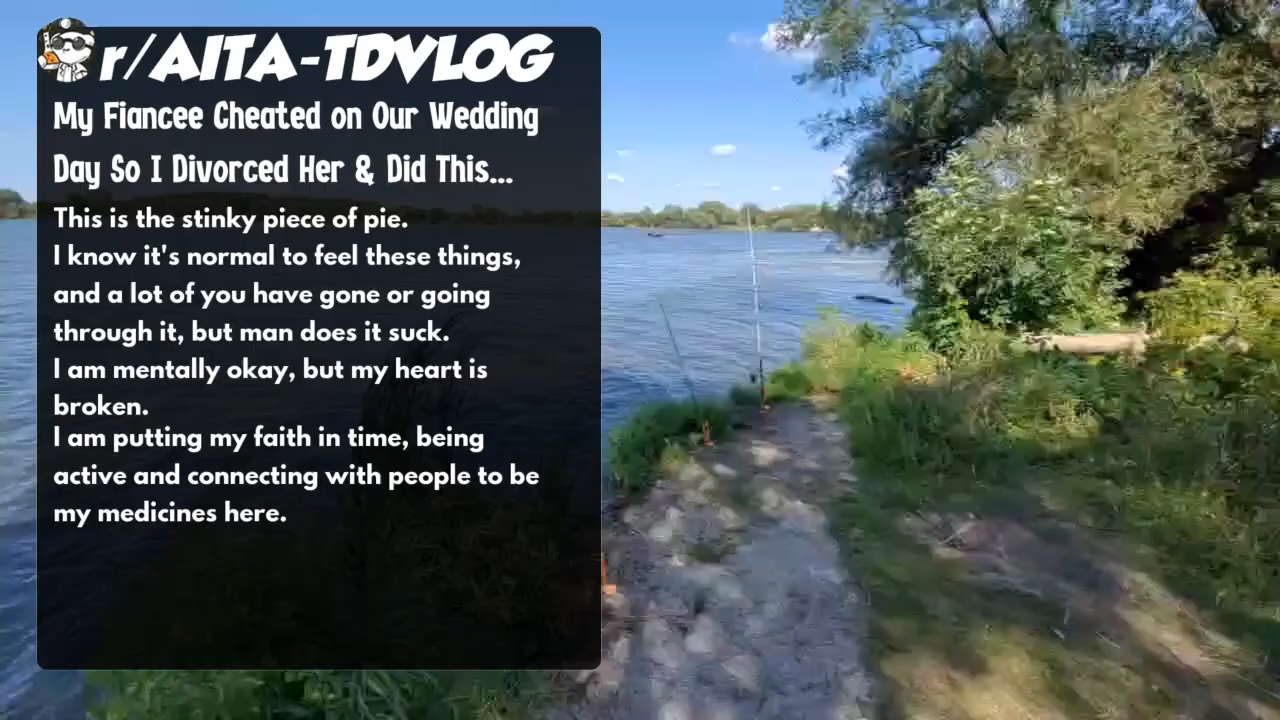 r/AITA-TDVLOG
My Fiancee Cheated on Our Wedding
Day So I Divorced Her & Did This...
This is the stinky piece of pie.
I know it's normal to feel these things,
and a lot of you have gone or going
through it, but man does it suck.
I am mentally okay, but my heart is
broken.
I am putting my faith in time, being
active and connecting with people to be
my medicines here.